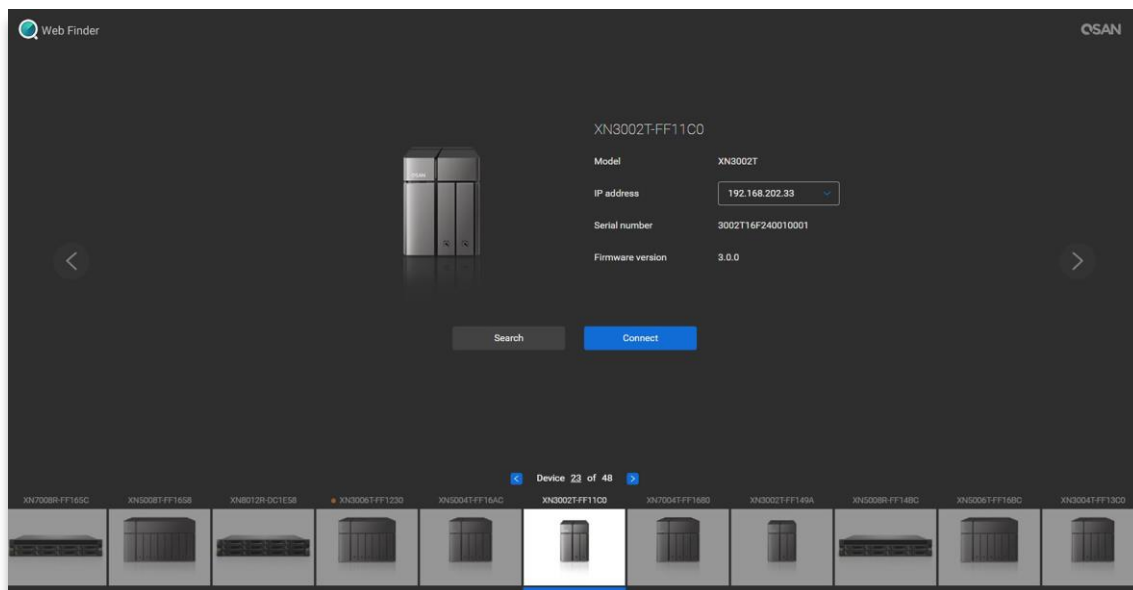 Web Finder
QSAN
XN3002T-FF11C0
Model XN3002T
IP address 192.168.202.33
Serial number 3002T16F240010001
Firmware version 3.0.0
Search Connect
Device 23 of 48
XN7008R-FF165C XN5008T-FF1658 XN8012R-DC1E58 XN3006T-FF1230 XN5004T-FF16AC XN3002T-FF11C0 XN7004T-FF1680 XN3002T-FF149A XN5008R-FF148C XN5006T-FF16BC XN3004T-FF13C0